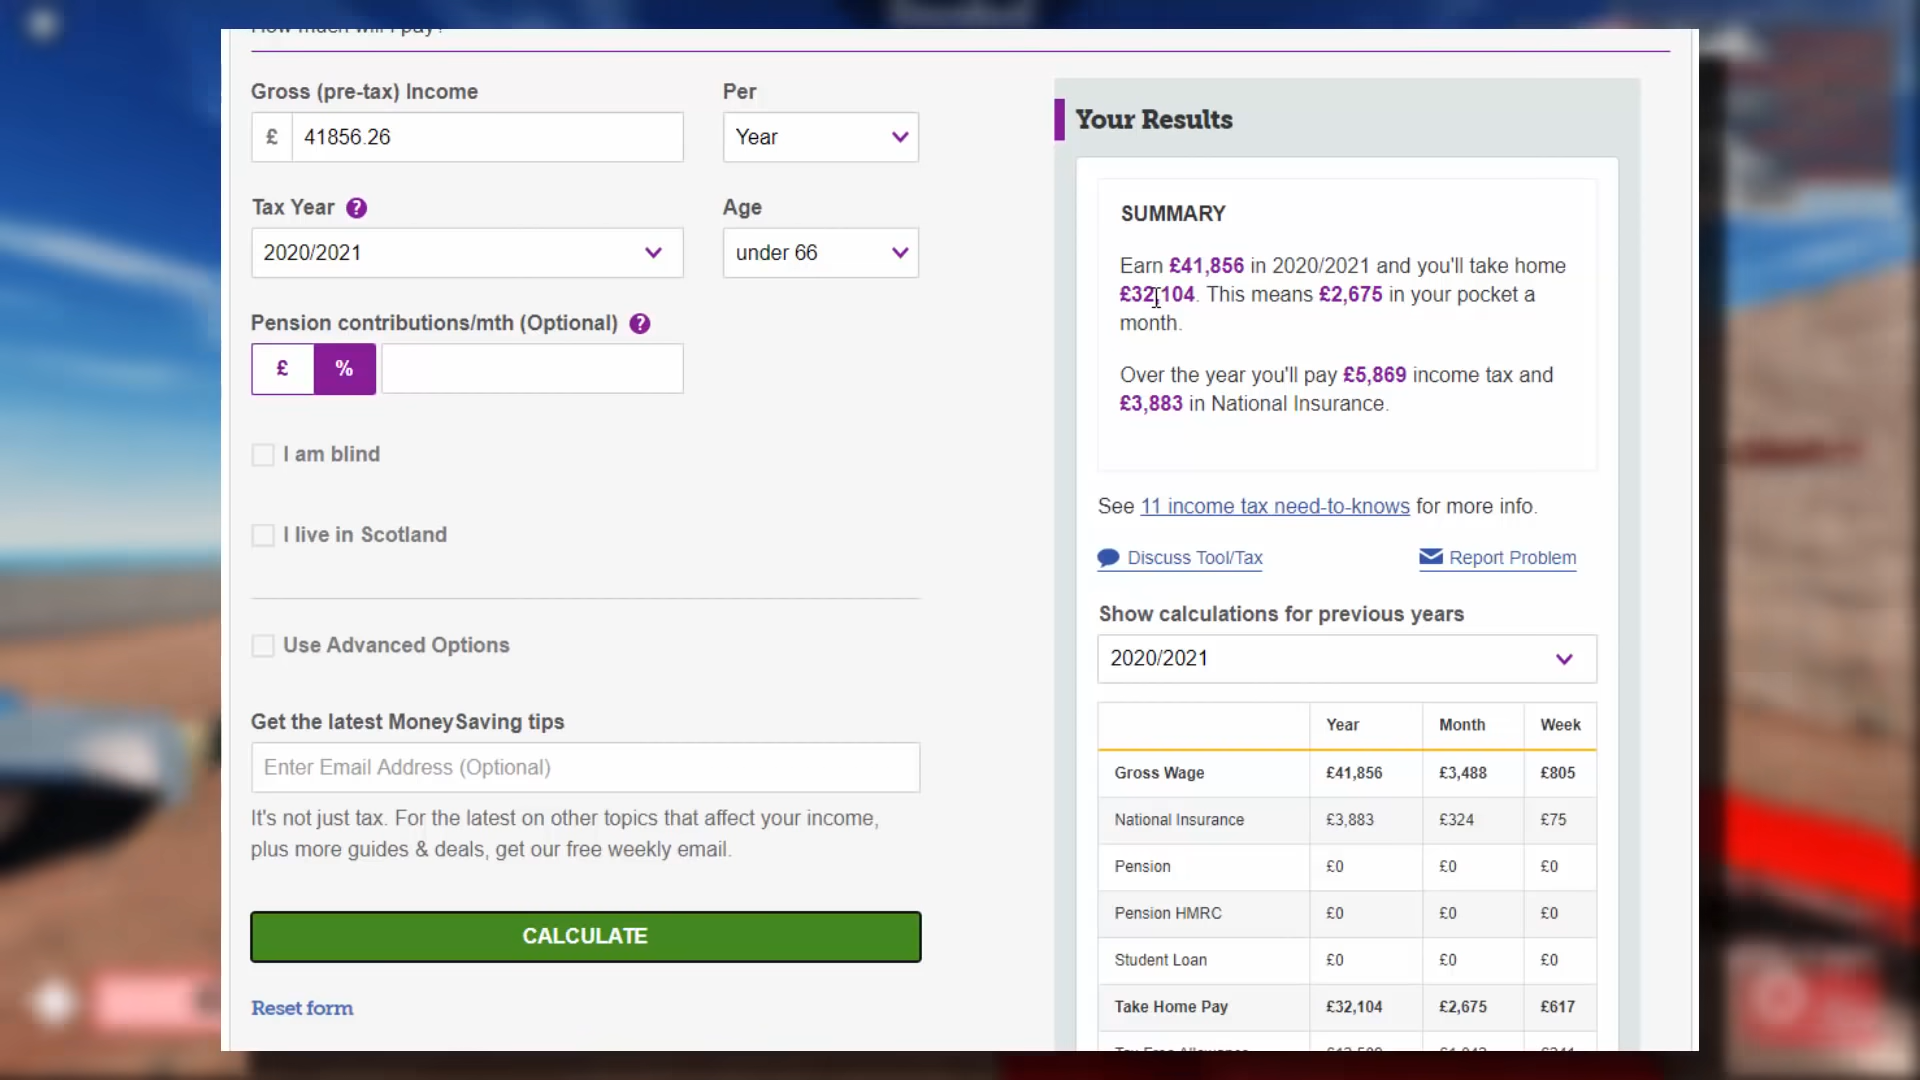 How much will I pay?
Gross (pre-tax) Income
Per
£ 41856.26
Year
Tax Year ?
Age
2020/2021
under 66
Pension contributions/mth (Optional) ?
£ %
I am blind
I live in Scotland
Use Advanced Options
Get the latest MoneySaving tips
Enter Email Address (Optional)
It's not just tax. For the latest on other topics that affect your income,
plus more guides & deals, get our free weekly email.
CALCULATE
Reset form
Your Results
SUMMARY
Earn £41,856 in 2020/2021 and you'll take home
£32,104. This means £2,675 in your pocket a
month.
Over the year you'll pay £5,869 income tax and
£3,883 in National Insurance.
See 11 income tax need-to-knows for more info.
Discuss Tool/Tax
Report Problem
Show calculations for previous years
2020/2021
Year Month Week
Gross Wage £41,856 £3,488 £805
National Insurance £3,883 £324 £75
Pension £0 £0 £0
Pension HMRC £0 £0 £0
Student Loan £0 £0 £0
Take Home Pay £32,104 £2,675 £617